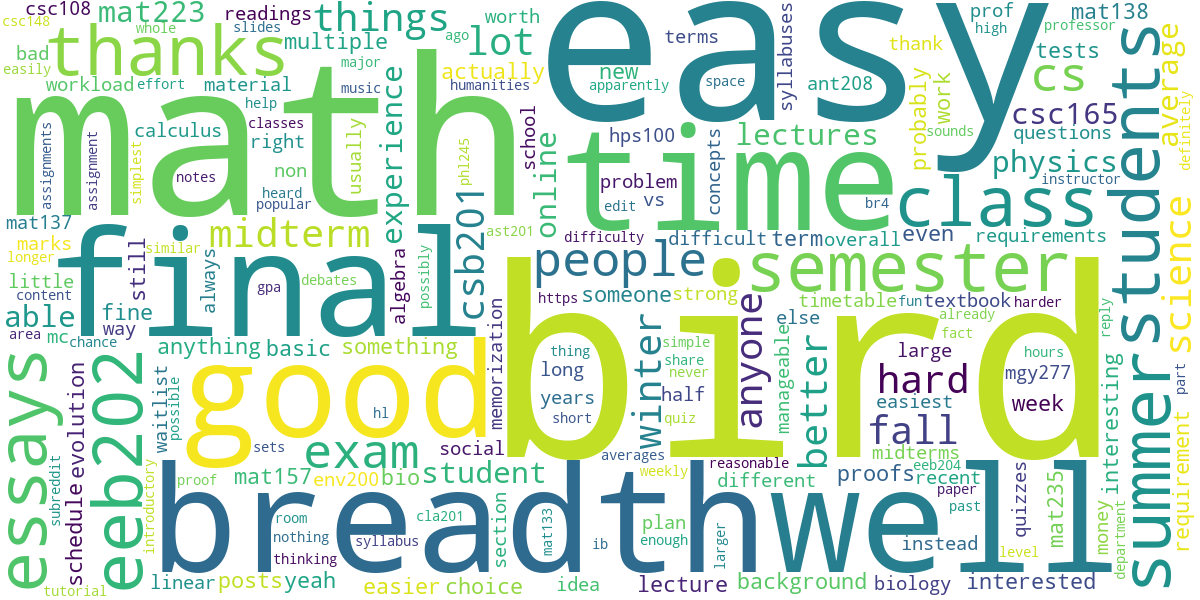 csc108
mat223
readings
things
worth
prof
high
mat138
csc148
slides
whole
thanks
multiple
ago
lot
easy
terms
syllabuses
thank
professor
bad
easily
major
actually
new
space
tests
average
workload
effort
material
humanities
music
apparently
ant208
cs
work
math
help
experience
school
csc165
students
assignments
assignment
simplest
calculus
classes
right
usually
phl245
online
hps100
concepts
lectures
probably
sounds
questions
definitely
notes
non
time
problem
vs
edit
br4
class
physics
instructor
heard
popular
mat137
marks
longer
similar
midterm
csb201
ast201
difficulty
difficult
term
overall
even
requirements
final
still
always
gpa
debates
algebra
possibly
people
semester
science
little
content
able
fine
way
mc
area
chance
https
someone
strong
anyone
timetable
fun
textbook
harder
already
fact
reply
bird
else
anything
basic
something
memorization
thing
long
simple
share
never
winter
manageable
better
large
hours
hard
mgy277
part
essays
eeb202
evolution
schedule
waitlist
possible
good
hl
years
short
half
quiz
easiest
week
fall
summer
interesting
requirement
sets
exam
social
averages
weekly
reasonable
midterms
eeb204
subreddit
introductory
proof
mat157
env200
bio
student
different
proofs
recent
quizzes
mat235
money
department
breadth
well
room
nothing
thinking
cla201
syllabus
section
mat133
ib
plan
enough
larger
paper
past
instead
level
tutorial
linear
posts
yeah
easier
choice
idea
lecture
background
biology
interested